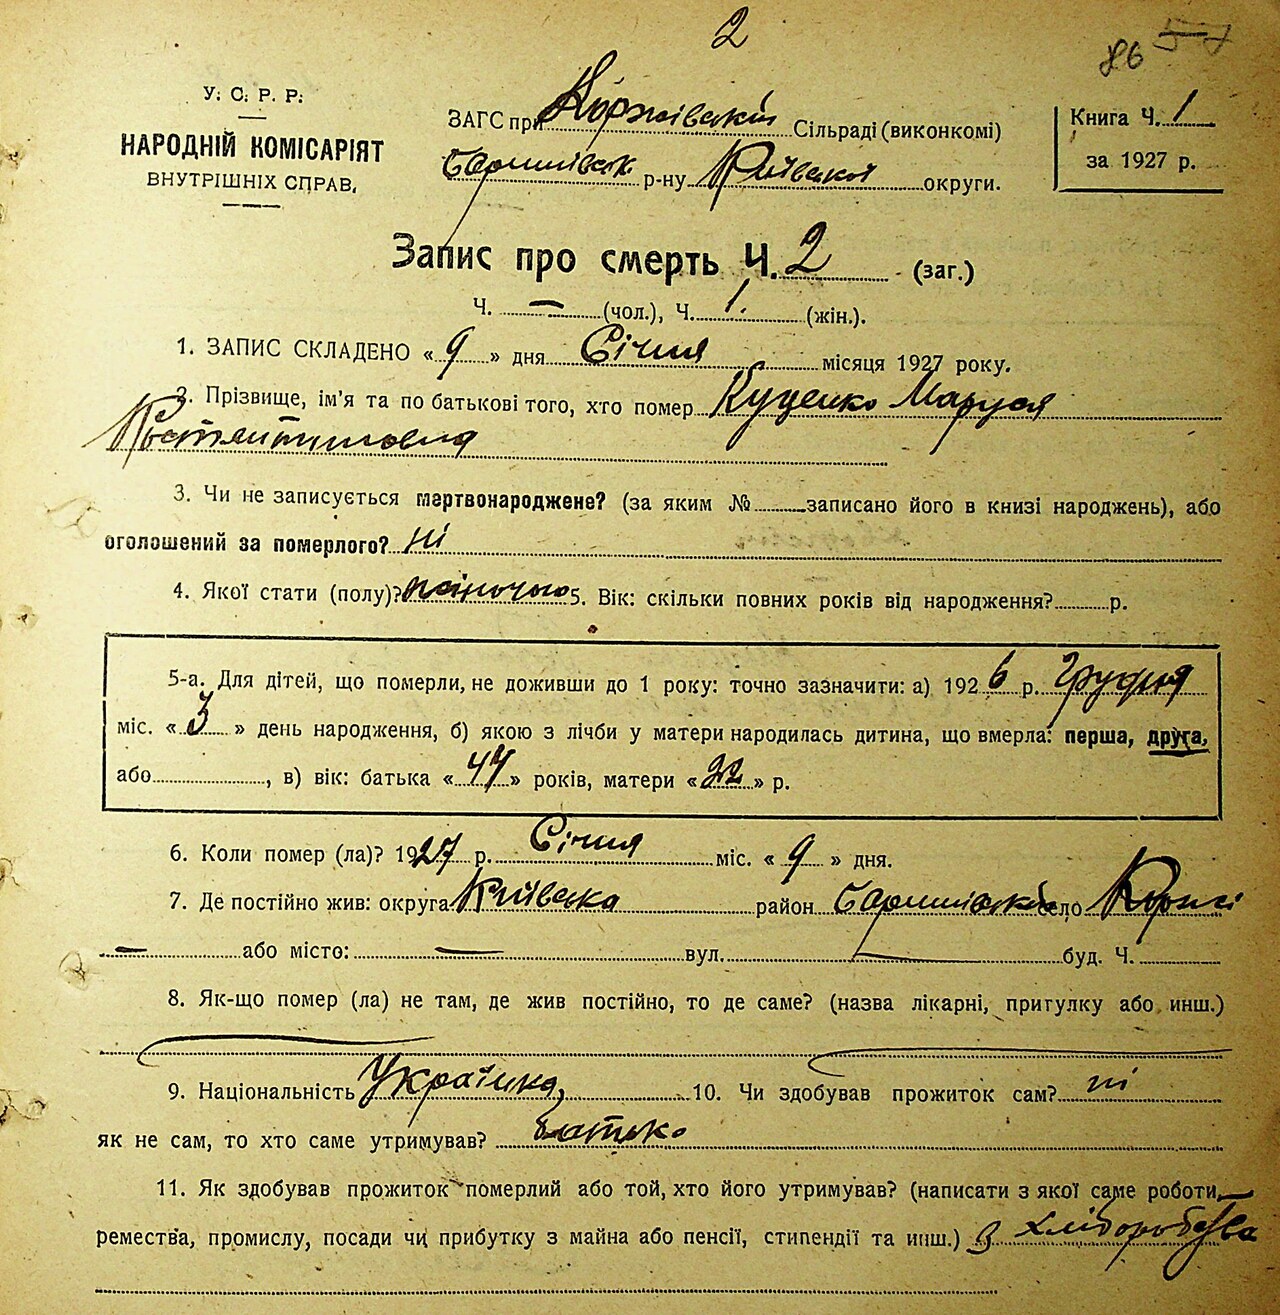 2
86 57
У. С. Р. Р.
НАРОДНІЙ КОМІСАРІЯТ
ВНУТРІШНІХ СПРАВ.
ЗАГС при Коржівській Сільраді (виконкомі)
Баришівськ р-ну Київської округи.
Книга Ч. 1
за 1927 р.
Запис про смерть Ч. 2 (заг.)
Ч. — (чол.), Ч. 1. (жін.).
1. ЗАПИС СКЛАДЕНО « 9 » дня Січня місяця 1927 року.
2. Прізвище, ім'я та по батькові того, хто помер Куценко Маруся
Костянтиновна
3. Чи не записується мертвонароджене? (за яким № записано його в книзі народжень), або
оголошений за померлого? ні
4. Якої стати (полу)? жіночої 5. Вік: скільки повних років від народження? р.
5-а. Для дітей, що померли, не доживши до 1 року: точно зазначити: а) 1926 р. Грудня
міс. « 3 » день народження, б) якою з лічби у матери народилась дитина, що вмерла: перша, друга,
або , в) вік: батька « 47 » років, матери « 22 » р.
6. Коли помер (ла)? 1927 р. Січня міс. « 9 » дня.
7. Де постійно жив: округа Київська район Баришівський село Коржі
— або місто: — вул. — буд. Ч.
8. Як-що помер (ла) не там, де жив постійно, то де саме? (назва лікарні, пригулку або инш.)
9. Національність Українка 10. Чи здобував прожиток сам? ні
як не сам, то хто саме утримував? батько
11. Як здобував прожиток померлий або той, хто його утримував? (написати з якої саме роботи,
ремества, промислу, посади чи прибутку з майна або пенсії, стипендії та инш.) З хліборобства